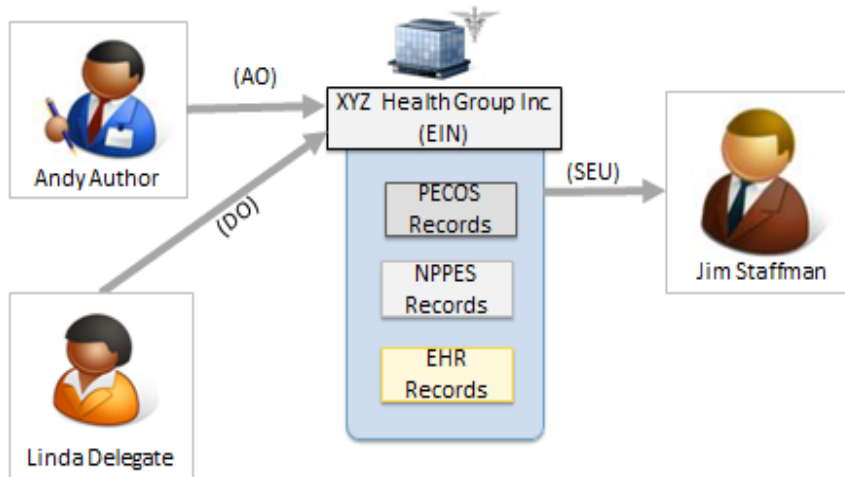 (AO)
Andy Author
XYZ Health Group Inc.
(EIN)
(DO)
(SEU)
PECOS
Records
NPPES
Records
EHR
Records
Jim Staffman
Linda Delegate